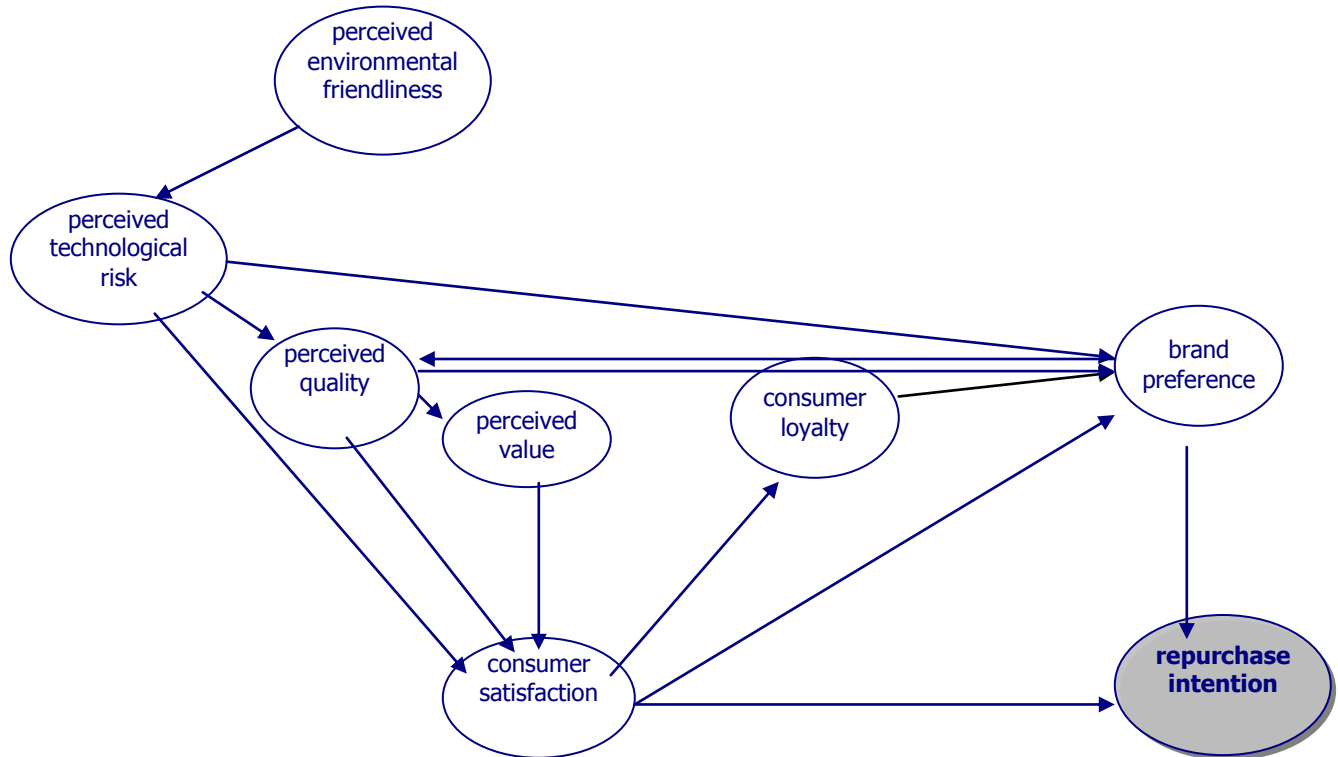 perceived
environmental
friendliness
perceived
technological
risk
perceived
quality
perceived
value
consumer
loyalty
brand
preference
consumer
satisfaction
repurchase
intention